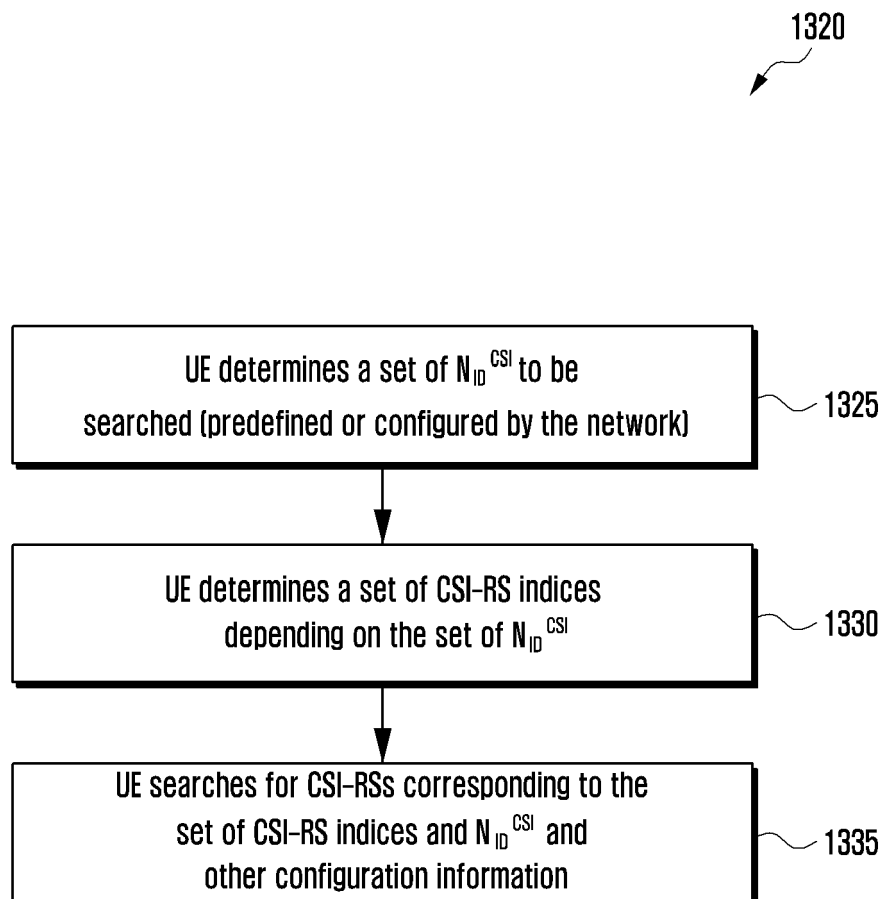 1320
UE determines a set of N_ID^CSI to be
searched (predefined or configured by the network)
1325
UE determines a set of CSI-RS indices
depending on the set of N_ID^CSI
1330
UE searches for CSI-RSs corresponding to the
set of CSI-RS indices and N_ID^CSI and
other configuration information
1335